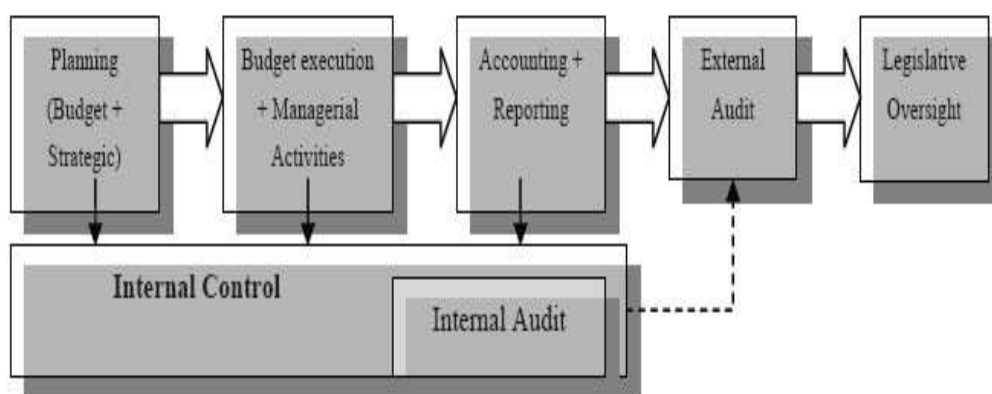 Planning
(Budget +
Strategic)
Budget execution
+ Managerial
Activities
Accounting +
Reporting
External
Audit
Legislative
Oversight
Internal Control
Internal Audit